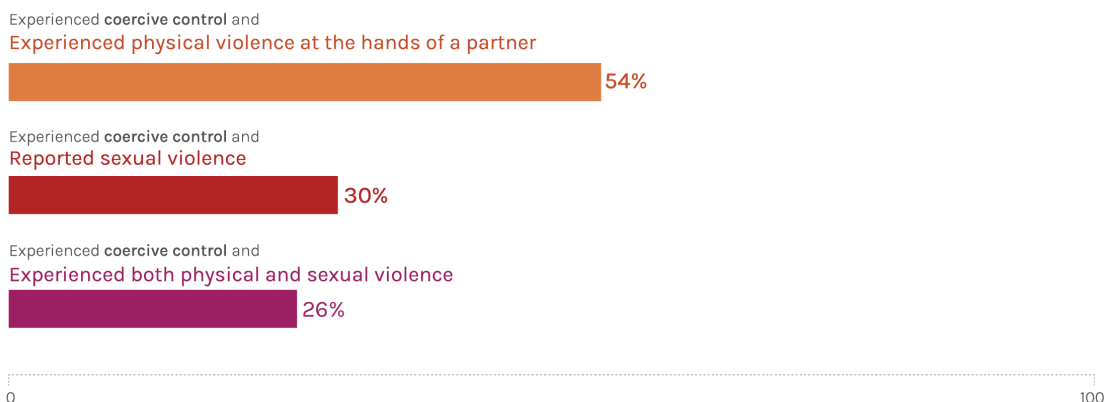 Experienced coercive control and
Experienced physical violence at the hands of a partner
54%
Experienced coercive control and
Reported sexual violence
30%
Experienced coercive control and
Experienced both physical and sexual violence
26%
0 100